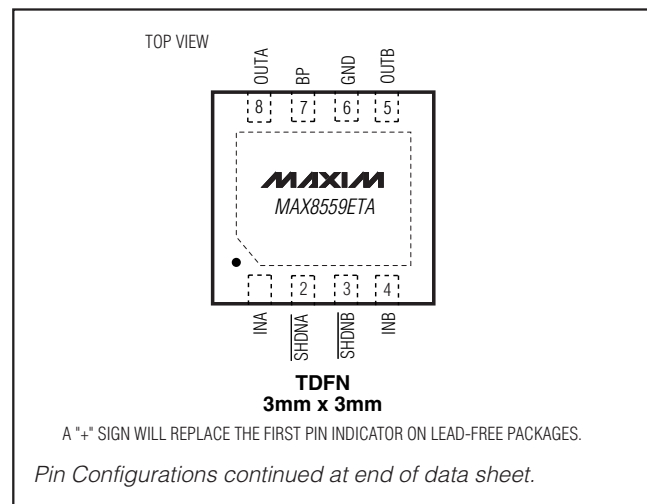 TOP VIEW
OUTA
BP
GND
OUTB
8
7
6
5
MAXIM
MAX8559ETA
2
3
4
INA
SHDNA
SHDNB
INB
TDFN
3mm x 3mm
A "+" SIGN WILL REPLACE THE FIRST PIN INDICATOR ON LEAD-FREE PACKAGES.
Pin Configurations continued at end of data sheet.